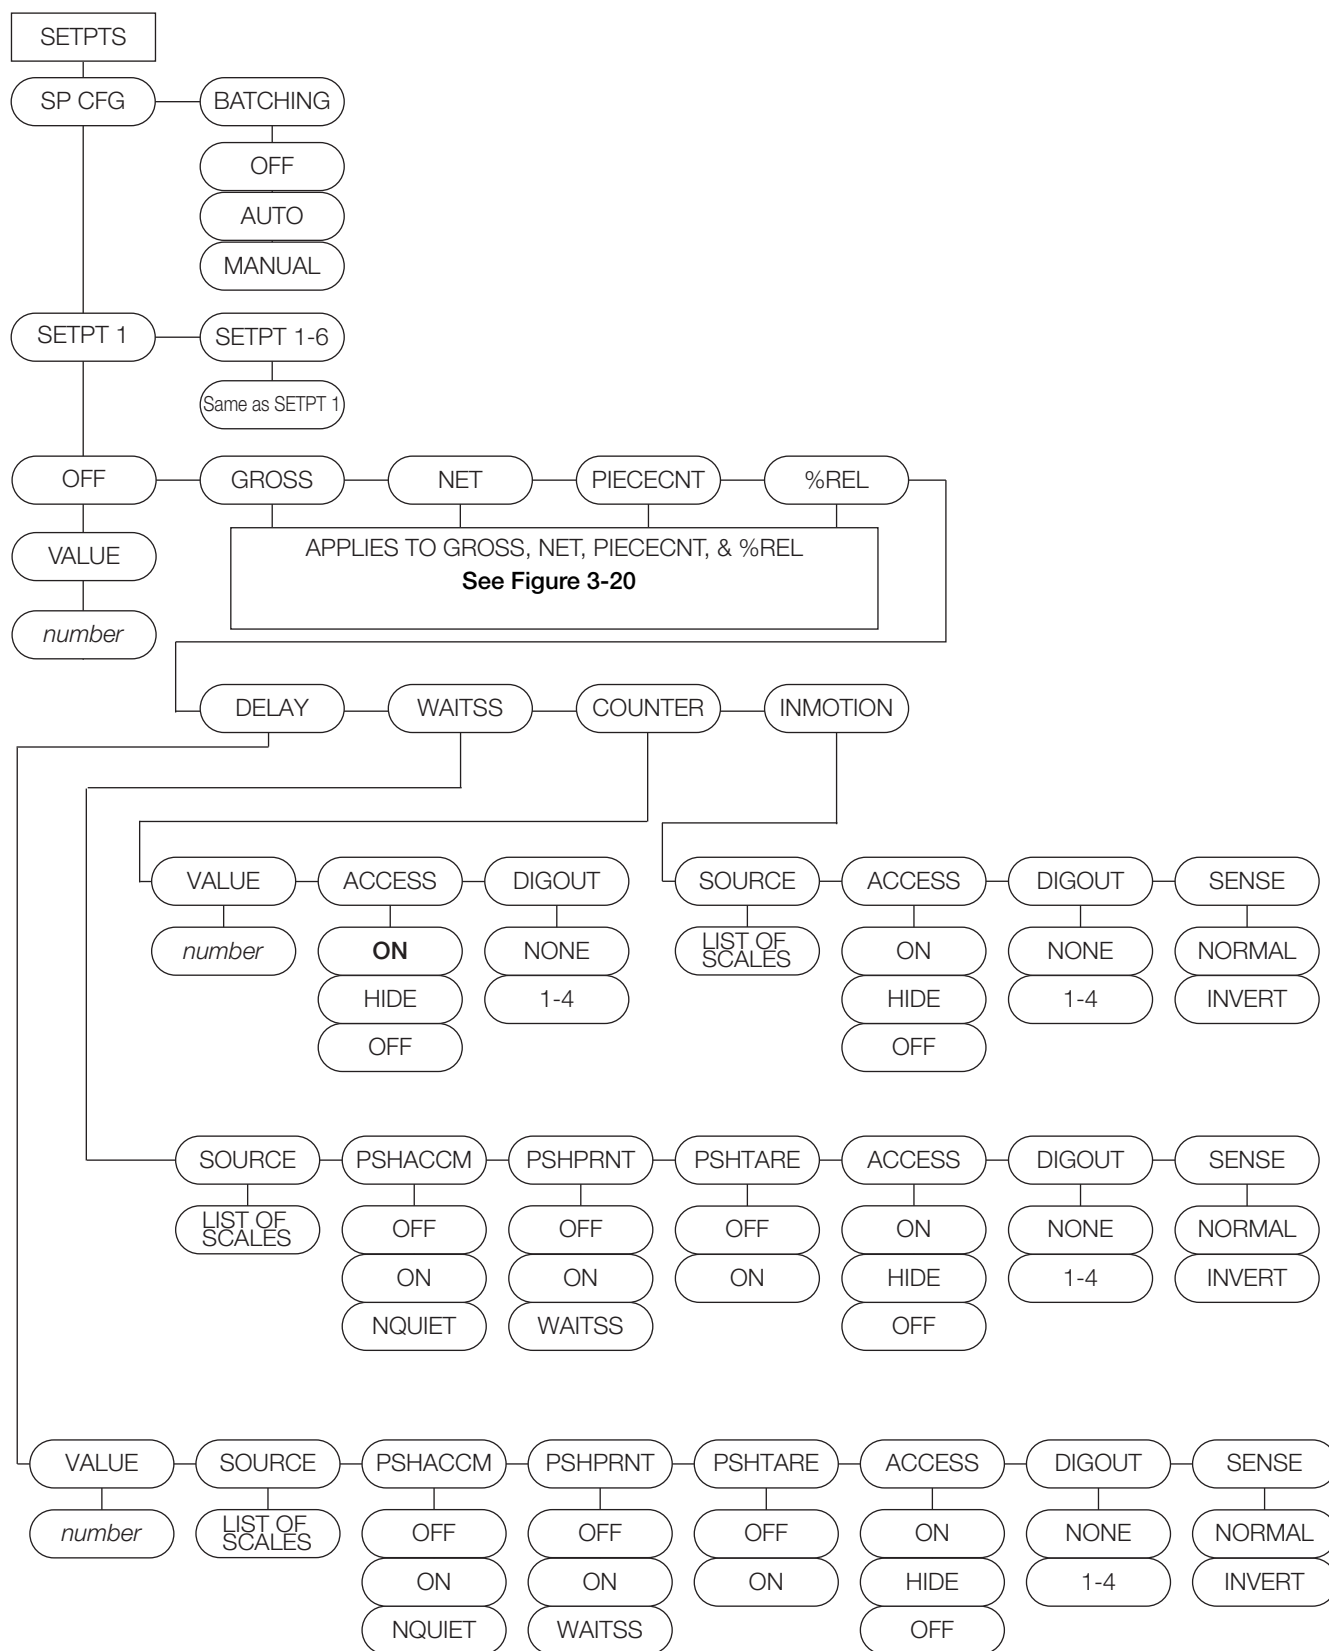 SETPTS
SP CFG
BATCHING
OFF
AUTO
MANUAL
SETPT 1
SETPT 1-6
Same as SETPT 1
OFF
GROSS
NET
PIECECNT
%REL
VALUE
number
APPLIES TO GROSS, NET, PIECECNT, & %REL
See Figure 3-20
DELAY
WAITSS
COUNTER
INMOTION
VALUE
ACCESS
DIGOUT
number
ON
NONE
HIDE
1-4
OFF
SOURCE
ACCESS
DIGOUT
SENSE
LIST OF
SCALES
ON
NONE
NORMAL
HIDE
1-4
INVERT
OFF
SOURCE
PSHACCM
PSHPRNT
PSHTARE
ACCESS
DIGOUT
SENSE
LIST OF
SCALES
OFF
OFF
OFF
ON
NONE
NORMAL
ON
ON
ON
HIDE
1-4
INVERT
NQUIET
WAITSS
OFF
VALUE
SOURCE
PSHACCM
PSHPRNT
PSHTARE
ACCESS
DIGOUT
SENSE
number
LIST OF
SCALES
OFF
OFF
OFF
ON
NONE
NORMAL
ON
ON
ON
HIDE
1-4
INVERT
NQUIET
WAITSS
OFF